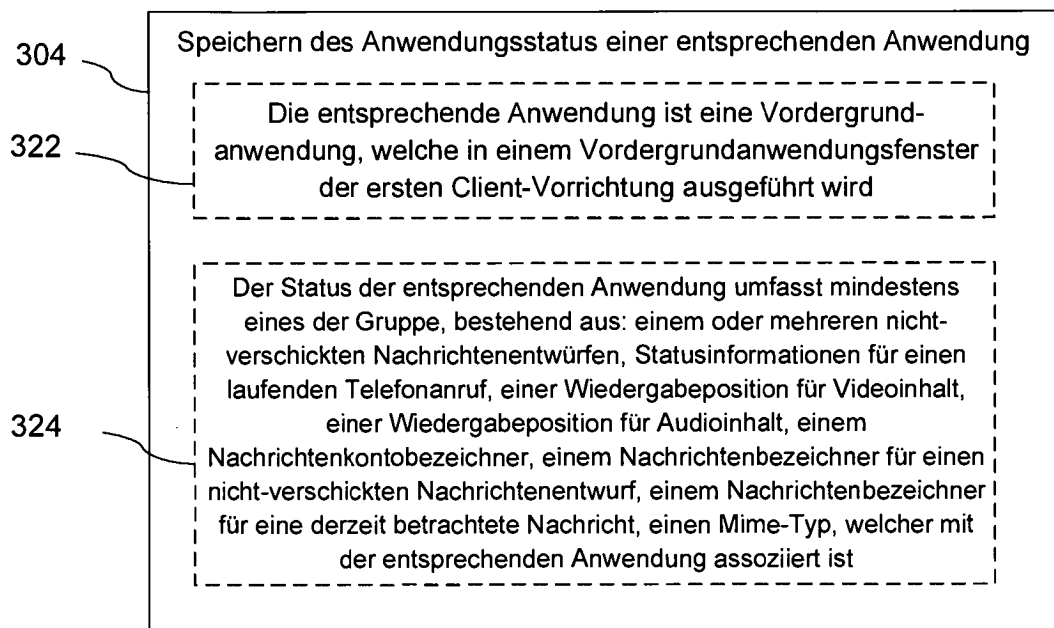 304
Speichern des Anwendungsstatus einer entsprechenden Anwendung
322
Die entsprechende Anwendung ist eine Vordergrund-
anwendung, welche in einem Vordergrundanwendungsfenster
der ersten Client-Vorrichtung ausgeführt wird
324
Der Status der entsprechenden Anwendung umfasst mindestens
eines der Gruppe, bestehend aus: einem oder mehreren nicht-
verschickten Nachrichtenentwürfen, Statusinformationen für einen
laufenden Telefonanruf, einer Wiedergabeposition für Videoinhalt,
einer Wiedergabeposition für Audioinhalt, einem
Nachrichtenkontobezeichner, einem Nachrichtenbezeichner für einen
nicht-verschickten Nachrichtenentwurf, einem Nachrichtenbezeichner
für eine derzeit betrachtete Nachricht, einen Mime-Typ, welcher mit
der entsprechenden Anwendung assoziiert ist